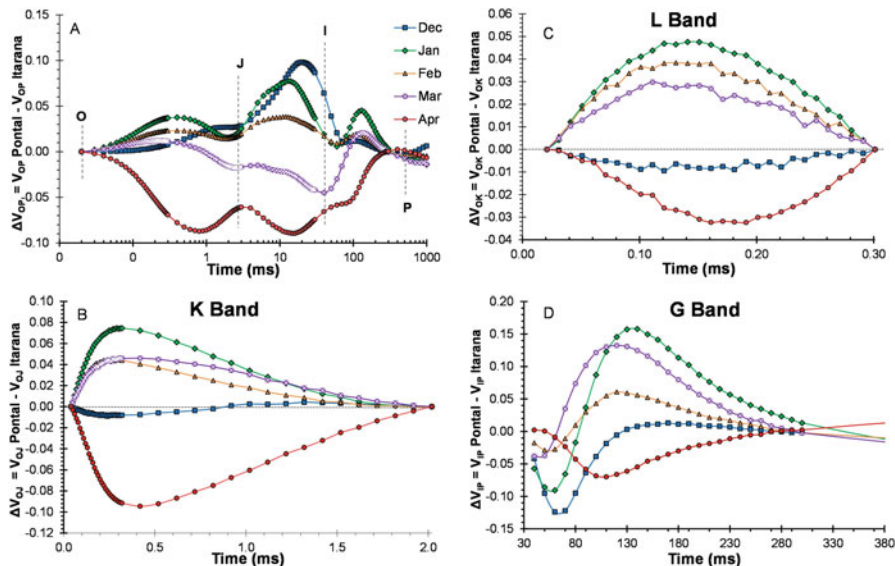 A
O
J
I
P
Dec
Jan
Feb
Mar
Apr
0.15
0.10
0.05
0.00
-0.05
-0.10
0 0 1 10 100 1000
Time (ms)
ΔV_OP = V_OP Pontal - V_OP Itarana
L Band
C
0.06
0.05
0.04
0.03
0.02
0.01
0.00
-0.01
-0.02
-0.03
-0.04
0.00 0.10 0.20 0.30
Time (ms)
ΔV_OK = V_OK Pontal - V_OK Itarana
K Band
B
0.10
0.08
0.06
0.04
0.02
0.00
-0.02
-0.04
-0.06
-0.08
-0.10
-0.12
0.0 0.5 1.0 1.5 2.0
Time (ms)
ΔV_OJ = V_OJ Pontal - V_OJ Itarana
G Band
D
0.20
0.15
0.10
0.05
0.00
-0.05
-0.10
-0.15
30 80 130 180 230 280 330 380
Time (ms)
ΔV_IP = V_IP Pontal - V_IP Itarana